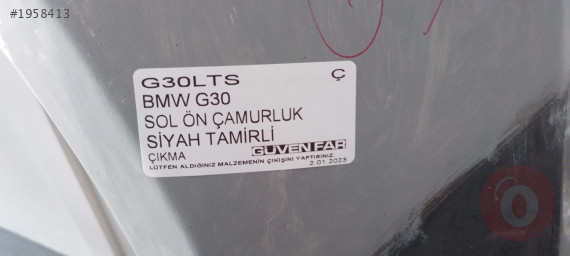 #1958413
G30LTS Ç
BMW G30
SOL ÖN ÇAMURLUK
SİYAH TAMİRLİ
ÇIKMA GÜVEN FAR
LÜTFEN ALDIĞINIZ MALZEMENİN ÇIKIŞINI YAPTIRINIZ.
2.01.2023